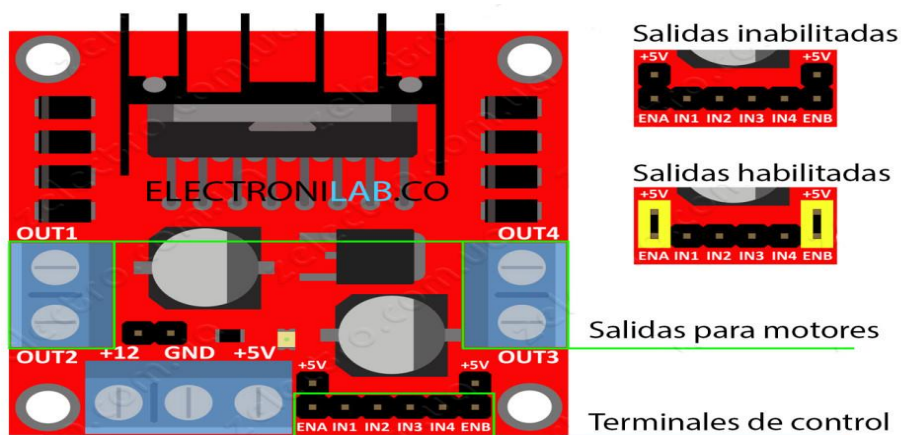 Salidas inabilitadas
+5V +5V
ENA IN1 IN2 IN3 IN4 ENB
Salidas habilitadas
+5V +5V
ENA IN1 IN2 IN3 IN4 ENB
ELECTRONILAB.CO
OUT1 OUT4
OUT2 OUT3
Salidas para motores
+12 GND +5V
+5V +5V
ENA IN1 IN2 IN3 IN4 ENB
Terminales de control